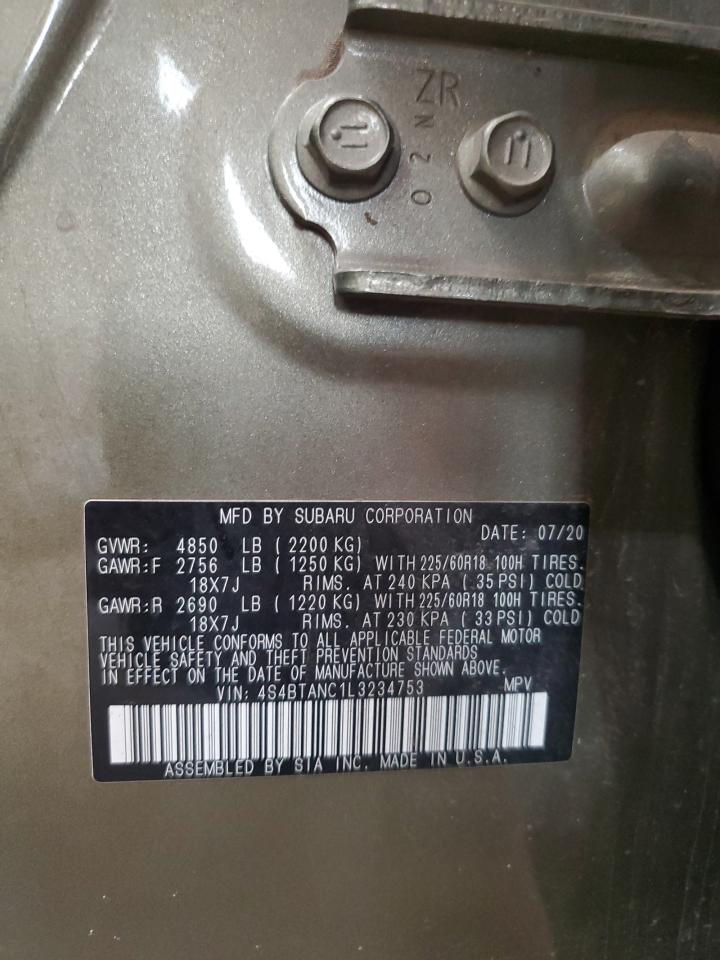 ZR
O2N
MFD BY SUBARU CORPORATION
DATE: 07/20
GVWR: 4850 LB (2200 KG)
GAWR:F 2756 LB (1250 KG) WITH 225/60R18 100H TIRES.
18X7J RIMS. AT 240 KPA (35 PSI) COLD
GAWR:R 2690 LB (1220 KG) WITH 225/60R18 100H TIRES.
18X7J RIMS. AT 230 KPA (33 PSI) COLD
THIS VEHICLE CONFORMS TO ALL APPLICABLE FEDERAL MOTOR
VEHICLE SAFETY AND THEFT PREVENTION STANDARDS
IN EFFECT ON THE DATE OF MANUFACTURE SHOWN ABOVE.
VIN: 4S4BTANC1L3234753 MPV
ASSEMBLED BY SIA INC. MADE IN U.S.A.